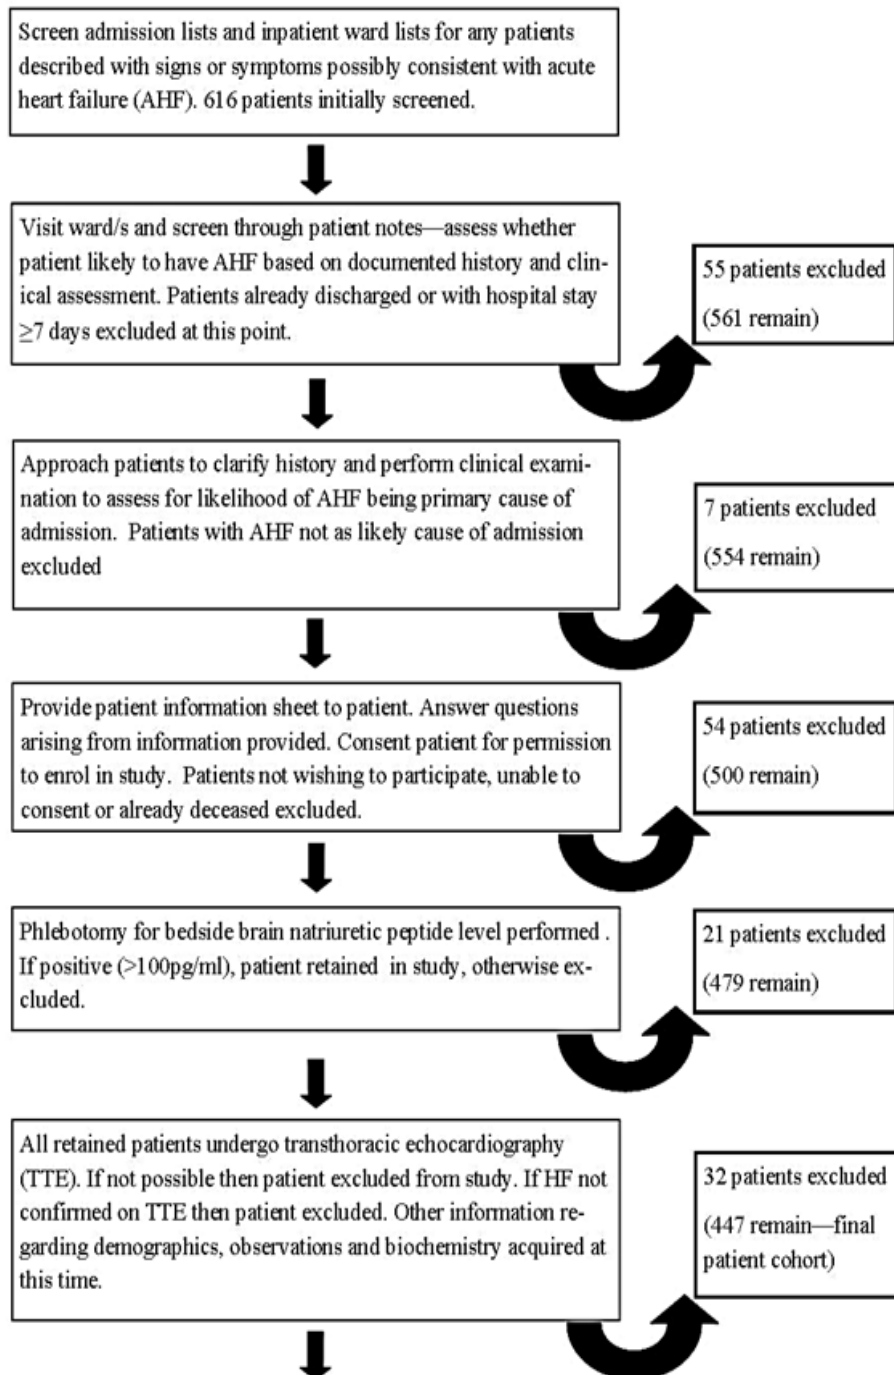 Screen admission lists and inpatient ward lists for any patients
described with signs or symptoms possibly consistent with acute
heart failure (AHF). 616 patients initially screened.
Visit ward/s and screen through patient notes—assess whether
patient likely to have AHF based on documented history and clin-
ical assessment. Patients already discharged or with hospital stay
≥7 days excluded at this point.
55 patients excluded
(561 remain)
Approach patients to clarify history and perform clinical exami-
nation to assess for likelihood of AHF being primary cause of
admission.  Patients with AHF not as likely cause of admission
excluded
7 patients excluded
(554 remain)
Provide patient information sheet to patient. Answer questions
arising from information provided. Consent patient for permission
to enrol in study.  Patients not wishing to participate, unable to
consent or already deceased excluded.
54 patients excluded
(500 remain)
Phlebotomy for bedside brain natriuretic peptide level performed .
If positive (>100pg/ml), patient retained  in study, otherwise ex-
cluded.
21 patients excluded
(479 remain)
All retained patients undergo transthoracic echocardiography
(TTE). If not possible then patient excluded from study. If HF not
confirmed on TTE then patient excluded. Other information re-
garding demographics, observations and biochemistry acquired at
this time.
32 patients excluded
(447 remain—final
patient cohort)